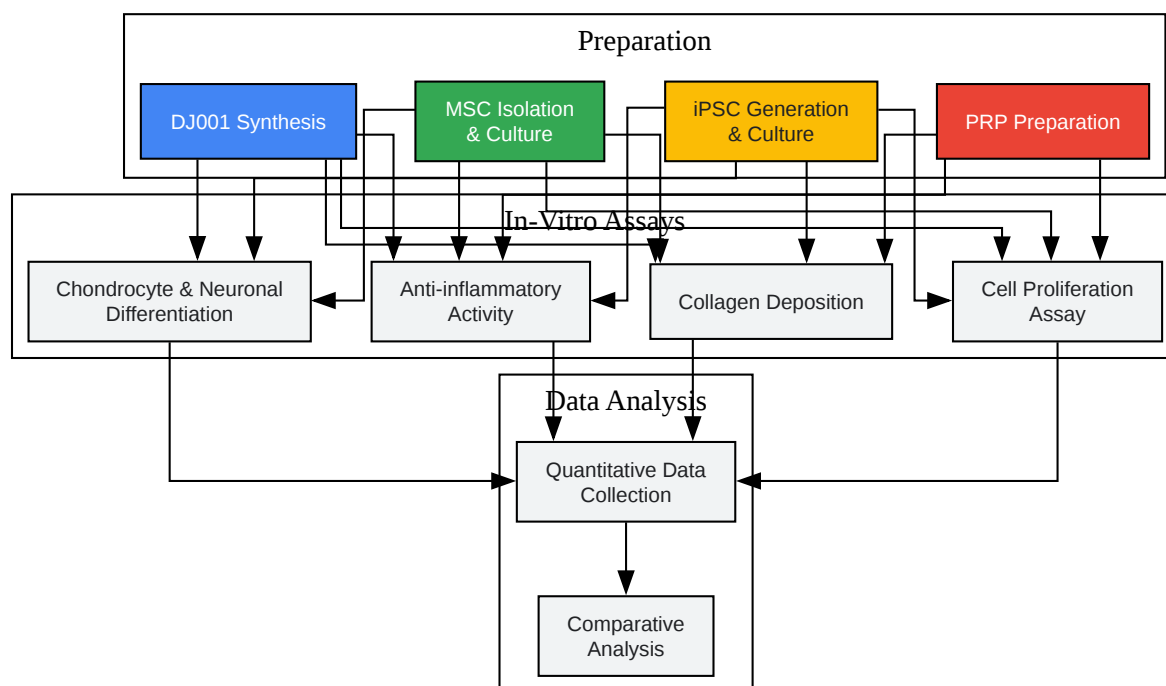 Preparation
DJ001 Synthesis
MSC Isolation
& Culture
iPSC Generation
& Culture
PRP Preparation
In-Vitro Assays
Chondrocyte & Neuronal
Differentiation
Anti-inflammatory
Activity
Collagen Deposition
Cell Proliferation
Assay
Data Analysis
Quantitative Data
Collection
Comparative
Analysis